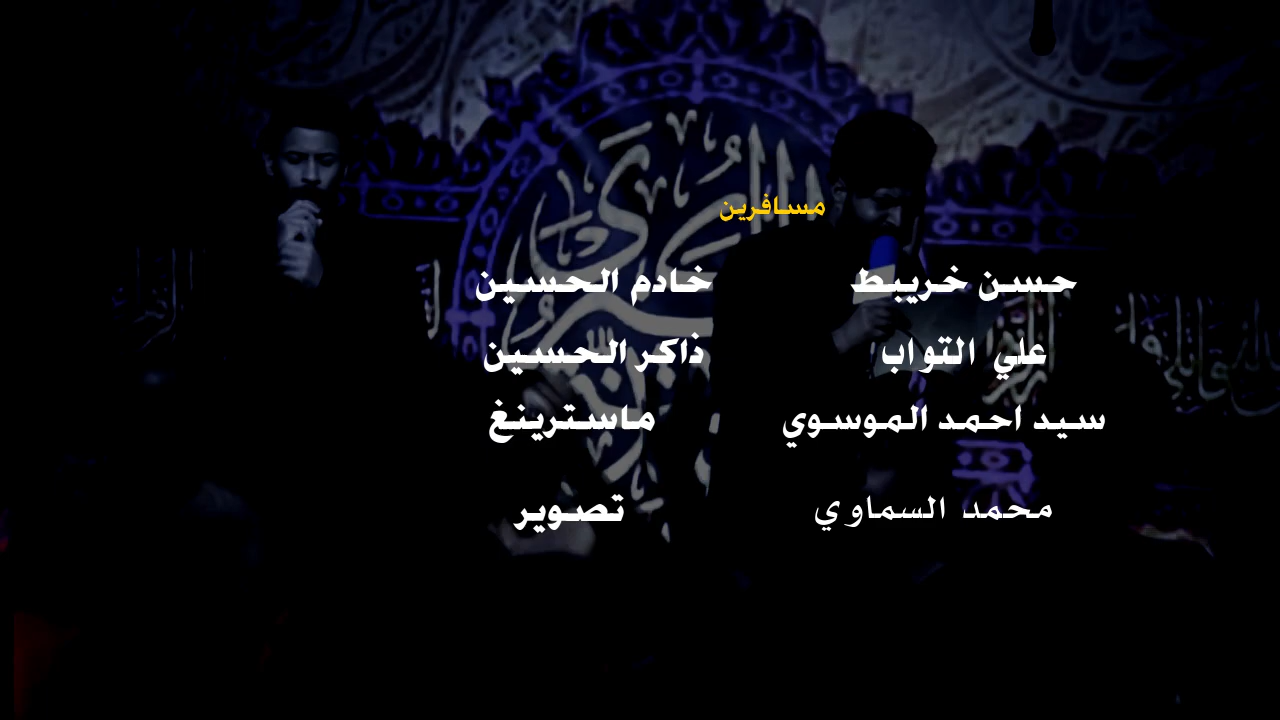 مسافرين
حسن خريبط خادم الحسين
علي التواب ذاكر الحسين
سيد احمد الموسوي ماسترينغ
محمد السماوي تصوير